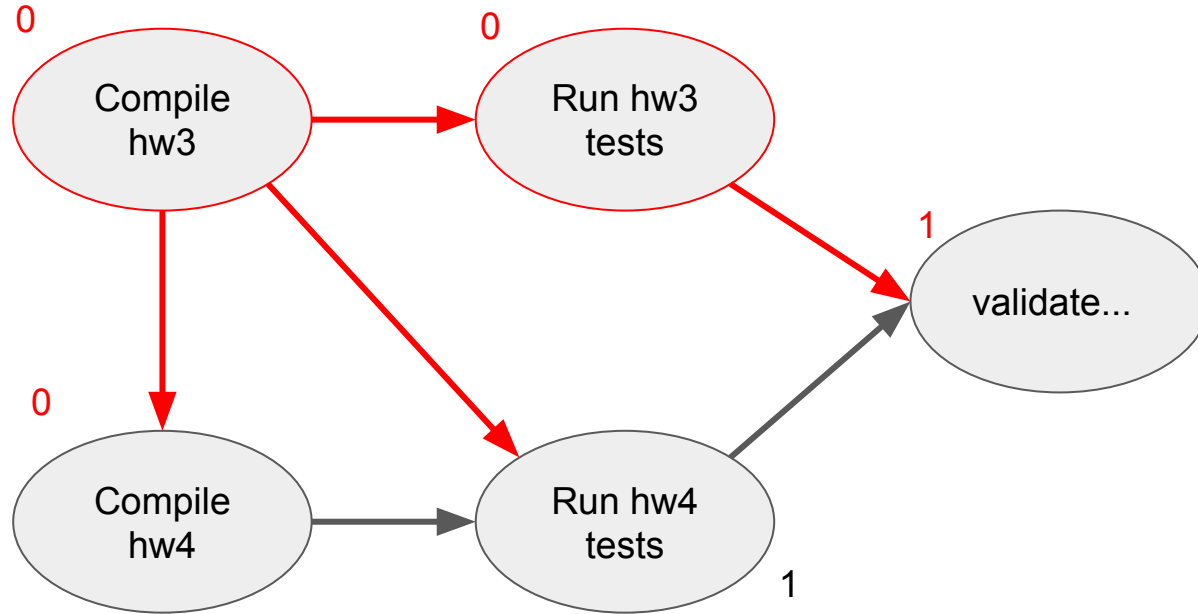 0
Compile
hw3
0
Run hw3
tests
1
validate...
0
Compile
hw4
Run hw4
tests
1